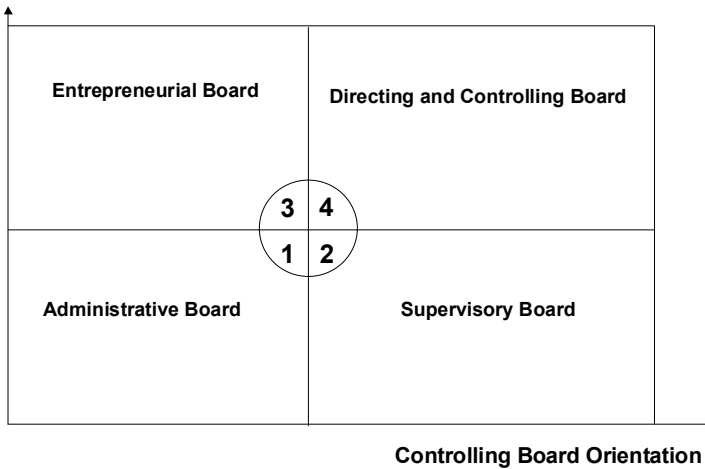 Entrepreneurial Board
Directing and Controlling Board
3 4
1 2
Administrative Board
Supervisory Board
Controlling Board Orientation